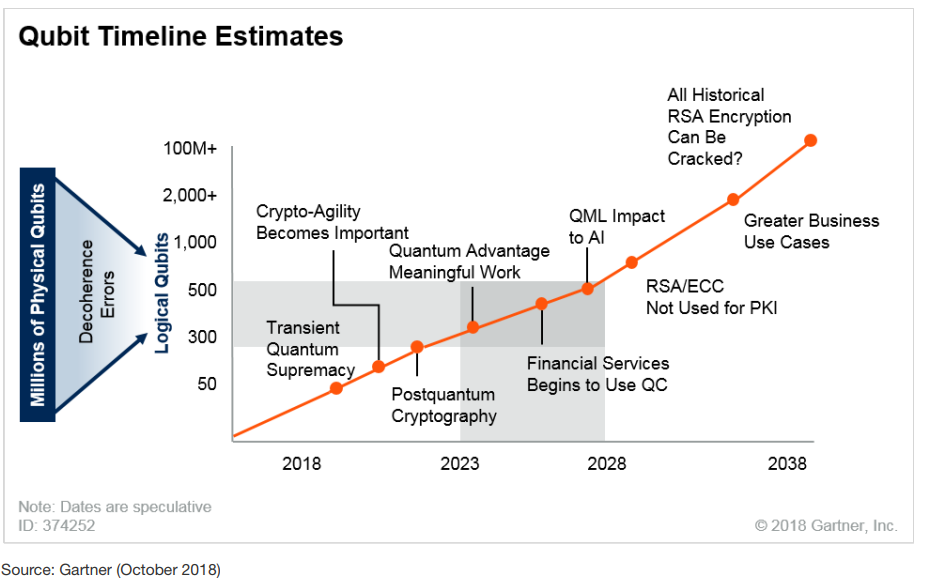 Qubit Timeline Estimates
Millions of Physical Qubits
Decoherence
Errors
Logical Qubits
100M+
2,000+
1,000
500
300
50
Transient
Quantum
Supremacy
Crypto-Agility
Becomes Important
Postquantum
Cryptography
Quantum Advantage
Meaningful Work
Financial Services
Begins to Use QC
QML Impact
to AI
RSA/ECC
Not Used for PKI
Greater Business
Use Cases
All Historical
RSA Encryption
Can Be
Cracked?
2018
2023
2028
2038
Note: Dates are speculative
ID: 374252
© 2018 Gartner, Inc.
Source: Gartner (October 2018)